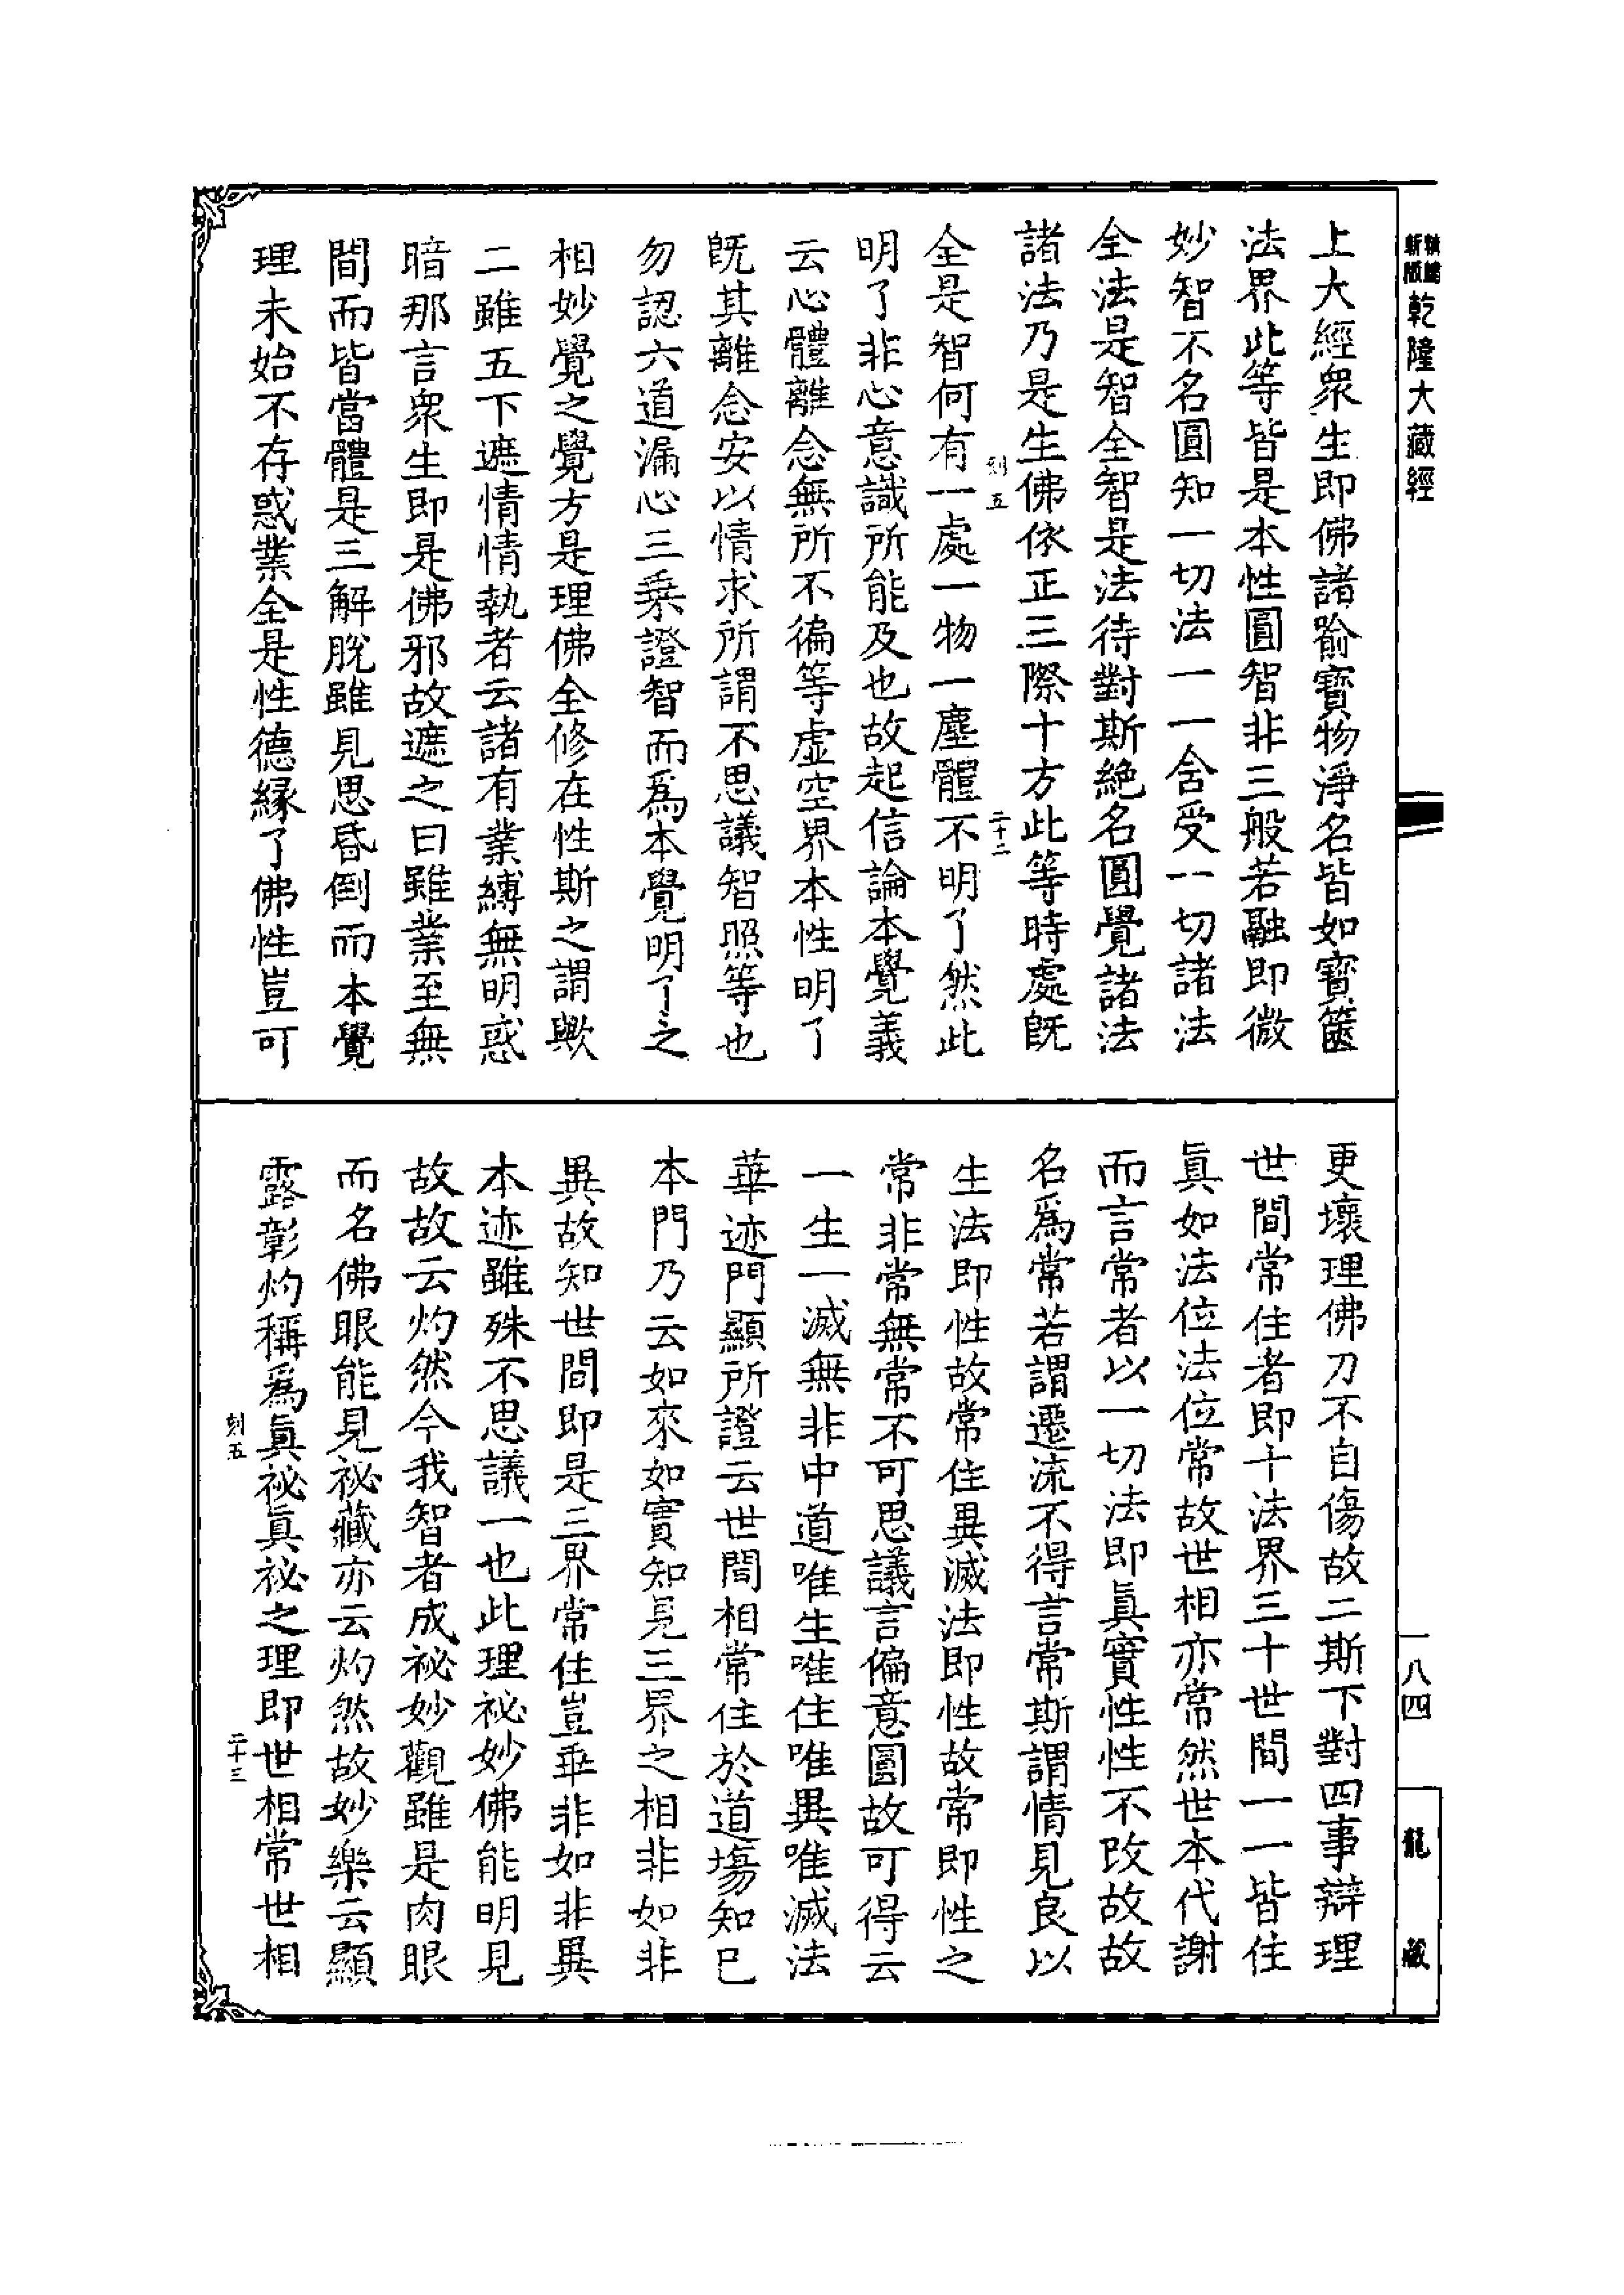 乾隆大藏經
上大經衆生即佛諸喻寶物淨名皆如寶篋
法界此等皆是本性圓智非三般若融即微
妙智不名圓知一切法一一含受一切諸法
全法是智全智是法待對斯絶名圓覺諸法
諸法乃是生佛依正三際十方此等時處旣
刻五
二十二
全是智何有一處一物一塵體不明了然此
明了非心意識所能及也故起信論本覺義
云心體離念無所不徧等虛空界本性明了
旣其離念安以情求所謂不思議智照等也
勿認六道漏心三乘證智而爲本覺明了之
相妙覺之覺方是理佛全修在性斯之謂歟
二雖五下遮情情執者云諸有業縛無明惑
暗那言衆生即是佛邪故遮之曰雖業至無
間而皆當體是三解脫雖見思昏倒而本覺
理未始不存惑業全是性德緣了佛性豈可
更壞理佛刀不自傷故二斯下對四事辯理
世間常住者即十法界三十世間一一皆住
眞如法位法位常故世相亦常然世本代謝
而言常者以一切法即眞實性性不改故故
名爲常若謂遷流不得言常斯謂情見良以
生法即性故常住異滅法即性故常即性之
常非常無常不可思議言偏意圓故可得云
一生一滅無非中道唯生唯住唯異唯滅法
華迹門顯所證云世間相常住於道塲知已
本門乃云如來如實知見三界之相非如非
異故知世間即是三界常住豈乖非如非異
本迹雖殊不思議一也此理祕妙佛能明見
故故云灼然今我智者成祕妙觀雖是肉眼
而名佛眼能見祕藏亦云灼然故妙樂云顯
露彰灼稱爲眞祕眞祕之理即世相常世相
刻五
二十三
一八四
龍藏